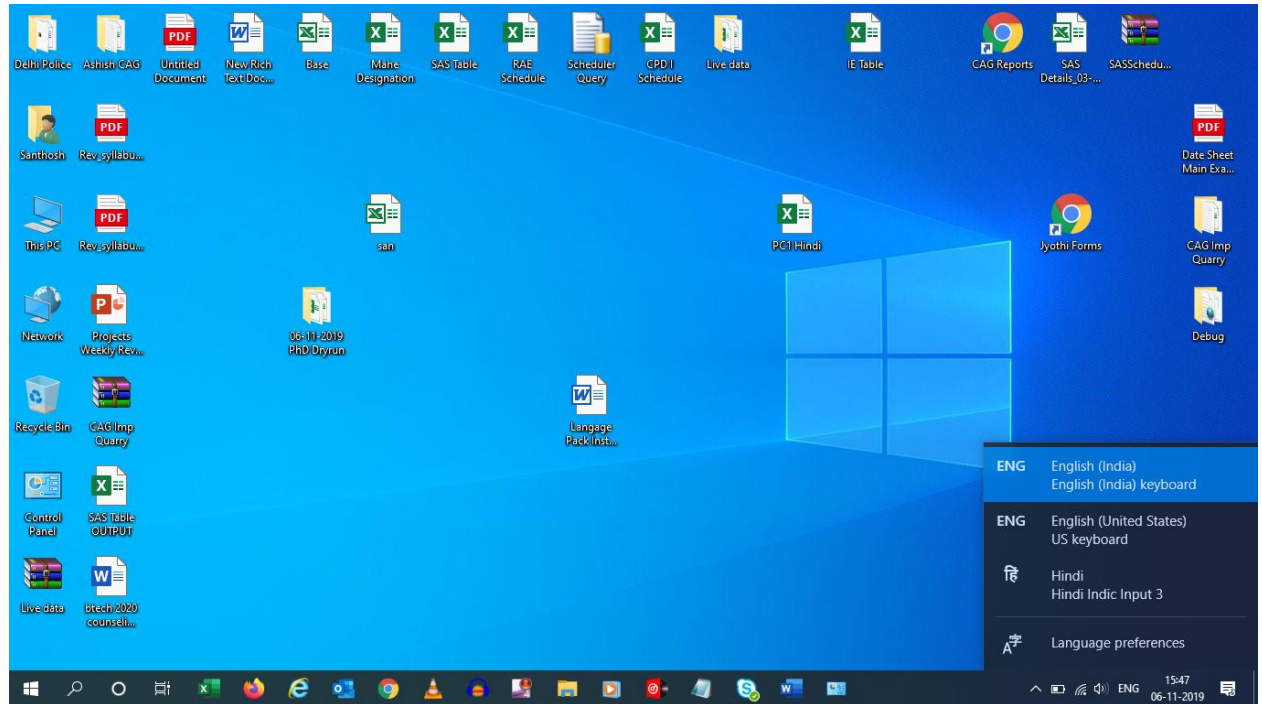 Delhi Police
Ashish CAG
Untitled
Document
New Rich
Text Doc...
Base
Mahe
Designation
SAS Table
RAE
Schedule
Scheduler
Query
CPD I
Schedule
Live data
IE Table
CAG Reports
SAS
Details_03-...
SASSchedu...
Santhosh
Rev_syllabu...
Date Sheet
Main Exa...
This PC
Rev_syllabu...
san
PC1 Hindi
Jyothi Forms
CAG Imp
Quarry
Network
Projects
Weekly Rev...
06-11-2019
PhD Dryrun
Debug
Recycle Bin
CAG Imp
Quarry
Langage
Pack Inst...
Control
Panel
SAS Table
OUTPUT
Live data
btech 2020
counseli...
ENG English (India)
English (India) keyboard
ENG English (United States)
US keyboard
हि Hindi
Hindi Indic Input 3
A字 Language preferences
ENG
15:47
06-11-2019